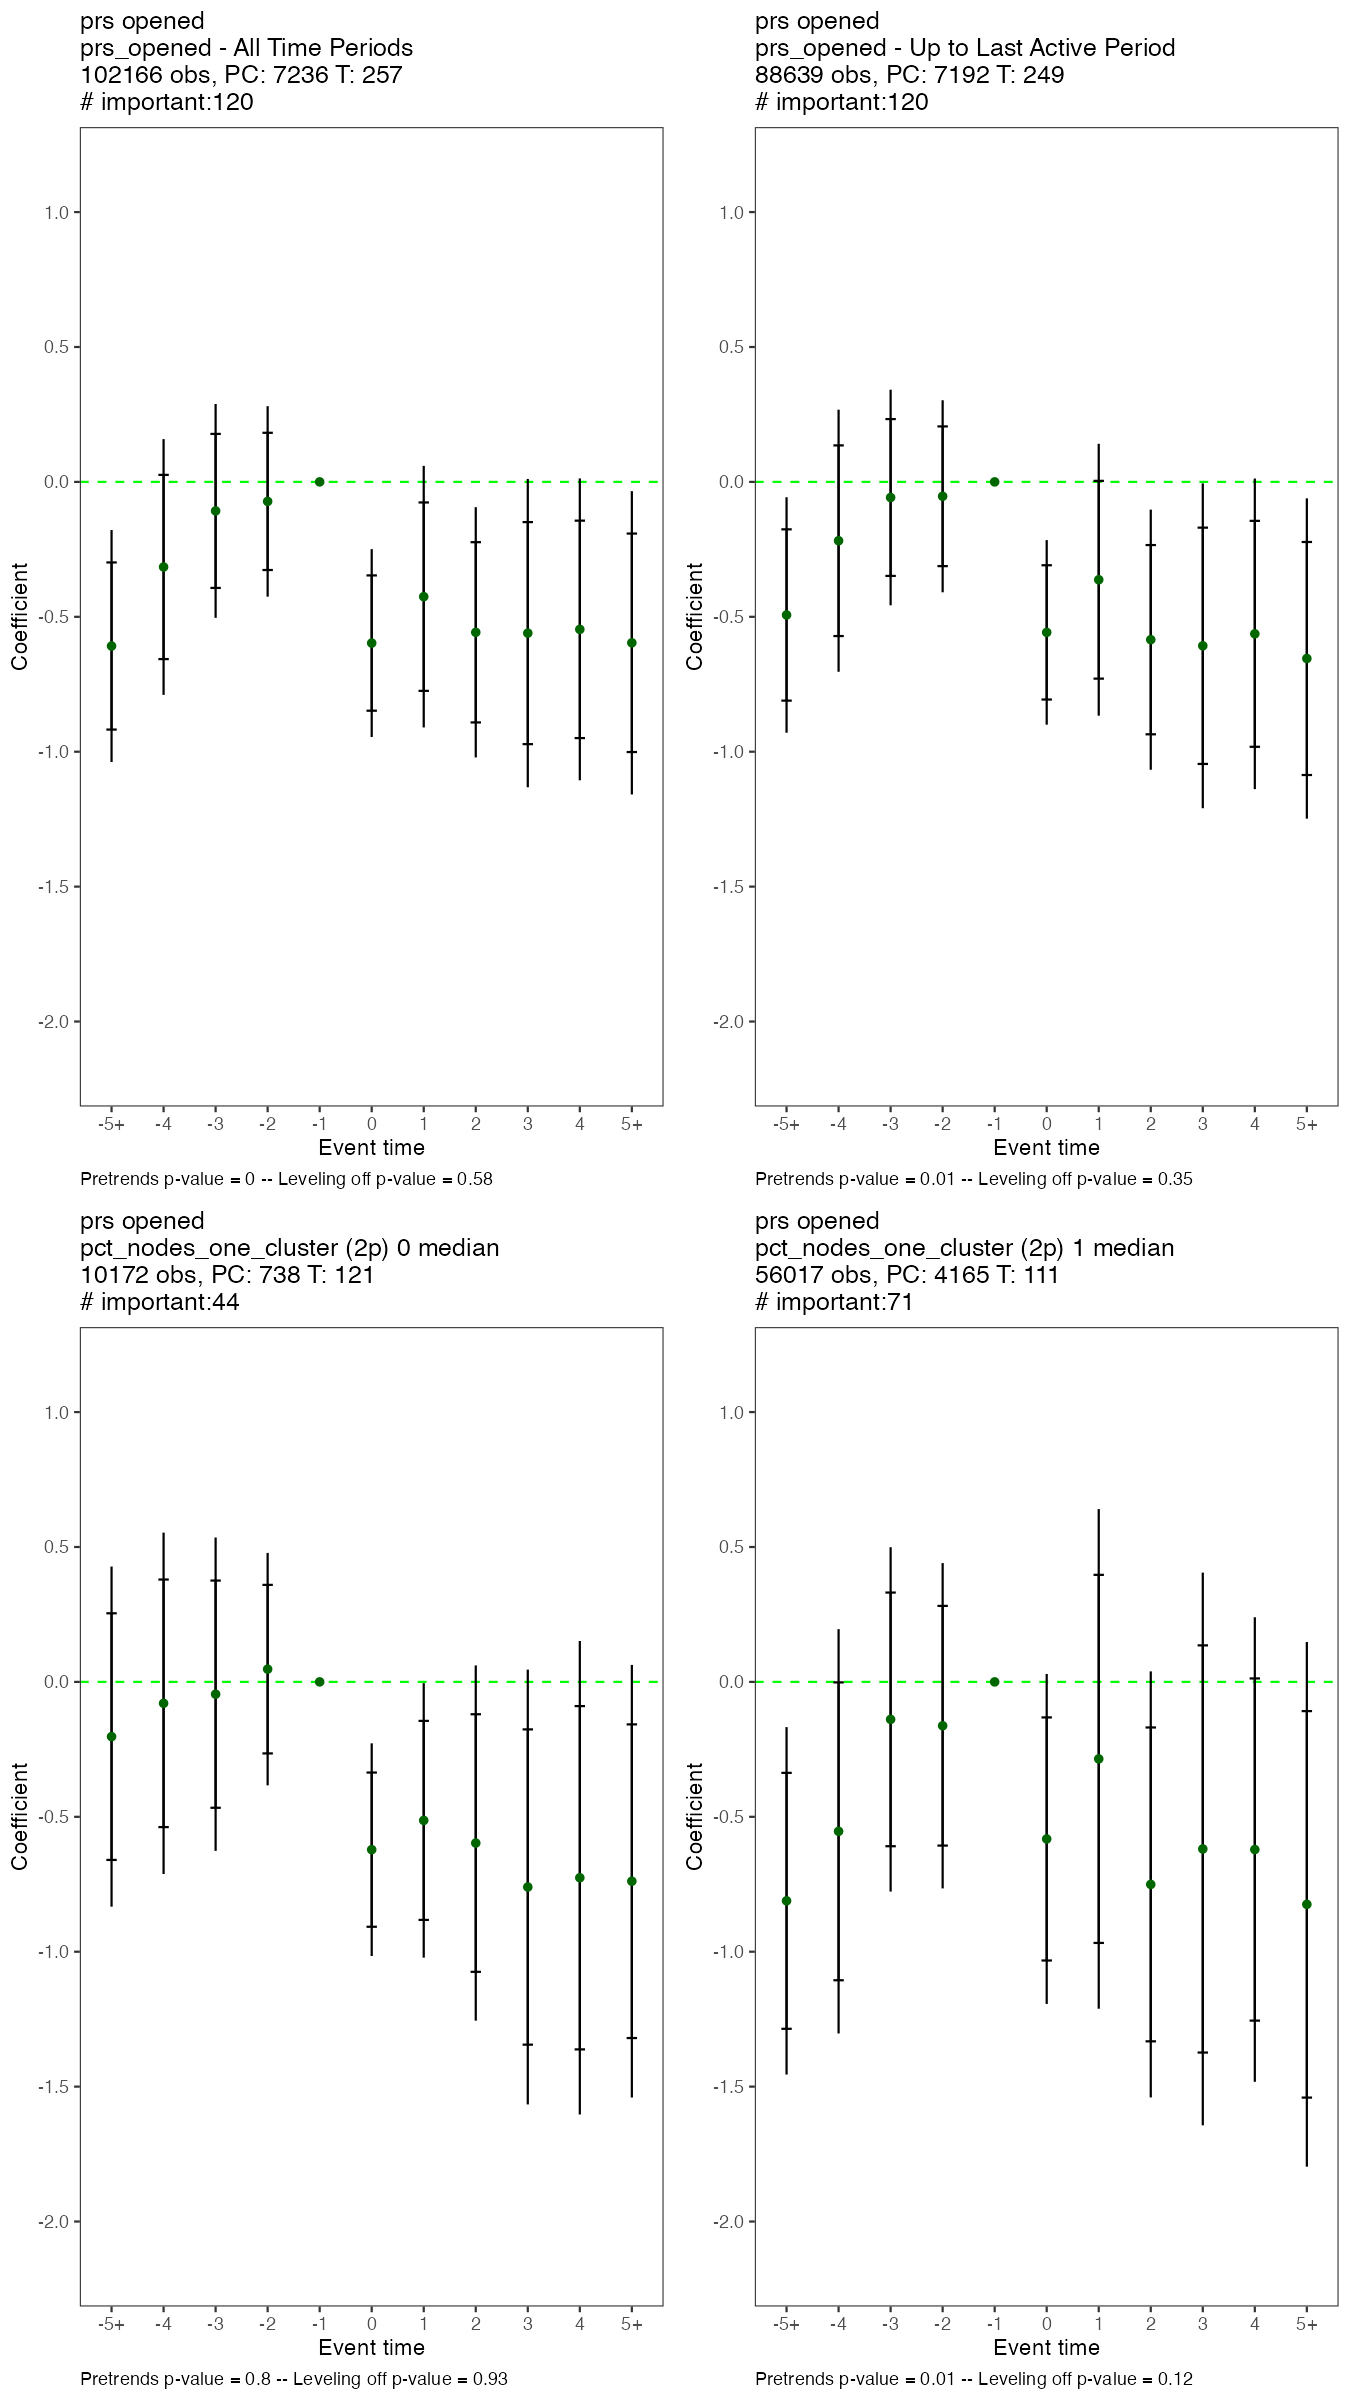 prs opened
prs_opened - All Time Periods
102166 obs, PC: 7236 T: 257
# important:120
1.0
0.5
0.0
-0.5
-1.0
-1.5
-2.0
Coefficient
-5+ -4 -3 -2 -1 0 1 2 3 4 5+
Event time
Pretrends p-value = 0 -- Leveling off p-value = 0.58
prs opened
prs_opened - Up to Last Active Period
88639 obs, PC: 7192 T: 249
# important:120
1.0
0.5
0.0
-0.5
-1.0
-1.5
-2.0
Coefficient
-5+ -4 -3 -2 -1 0 1 2 3 4 5+
Event time
Pretrends p-value = 0.01 -- Leveling off p-value = 0.35
prs opened
pct_nodes_one_cluster (2p) 0 median
10172 obs, PC: 738 T: 121
# important:44
1.0
0.5
0.0
-0.5
-1.0
-1.5
-2.0
Coefficient
-5+ -4 -3 -2 -1 0 1 2 3 4 5+
Event time
Pretrends p-value = 0.8 -- Leveling off p-value = 0.93
prs opened
pct_nodes_one_cluster (2p) 1 median
56017 obs, PC: 4165 T: 111
# important:71
1.0
0.5
0.0
-0.5
-1.0
-1.5
-2.0
Coefficient
-5+ -4 -3 -2 -1 0 1 2 3 4 5+
Event time
Pretrends p-value = 0.01 -- Leveling off p-value = 0.12